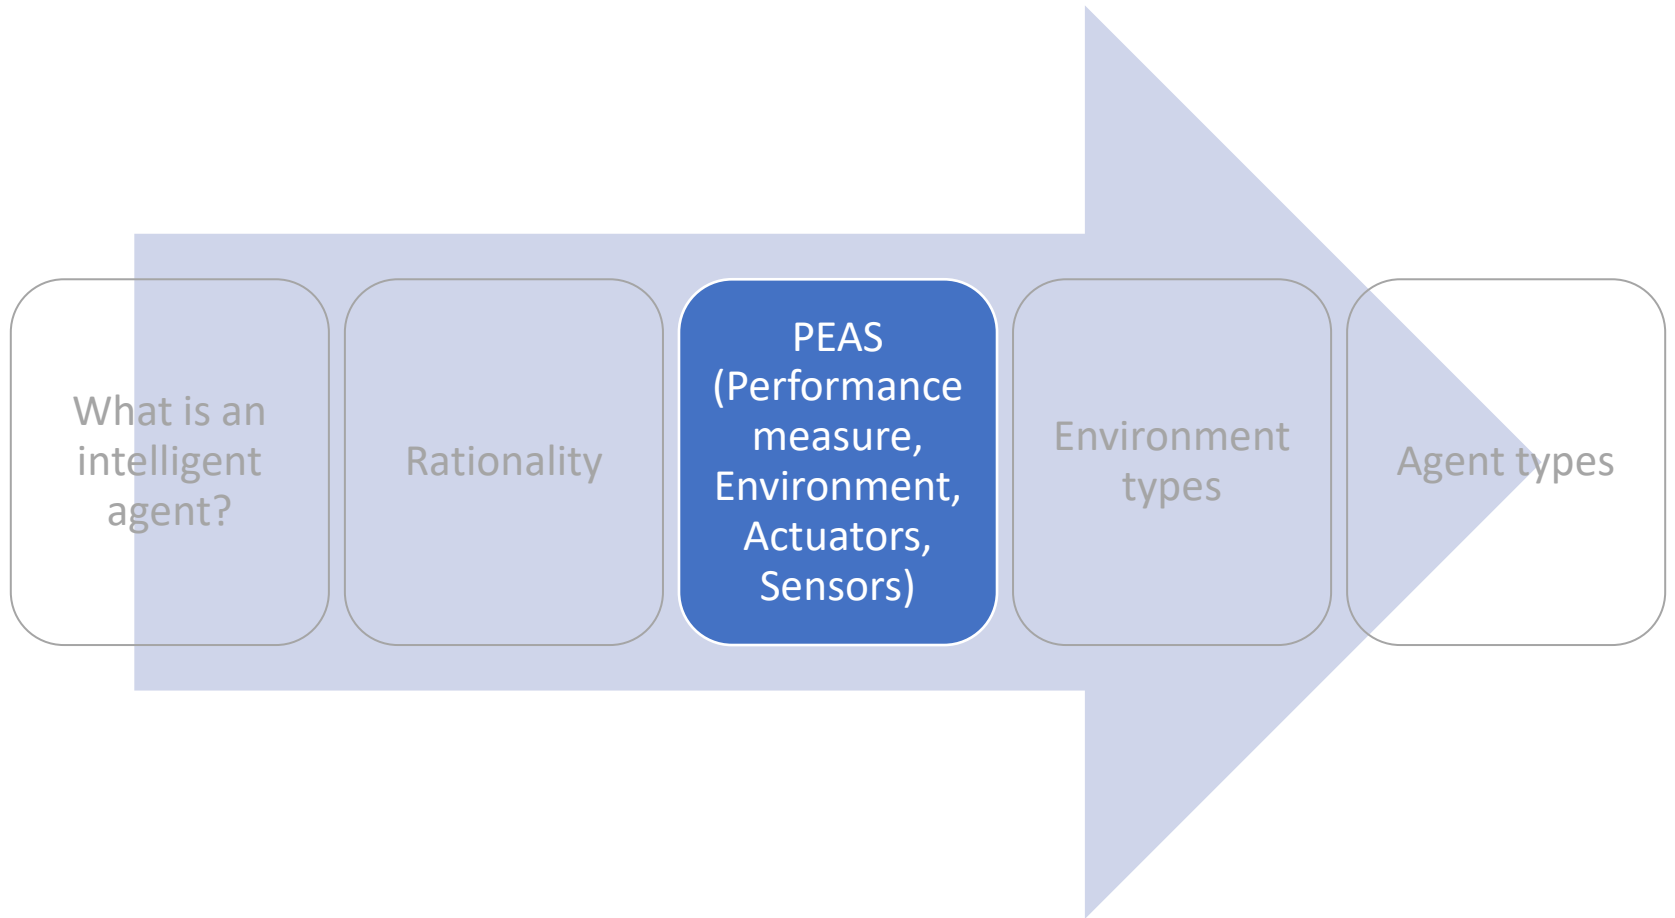 What is an
intelligent
agent?
Rationality
PEAS
(Performance
measure,
Environment,
Actuators,
Sensors)
Environment
types
Agent types